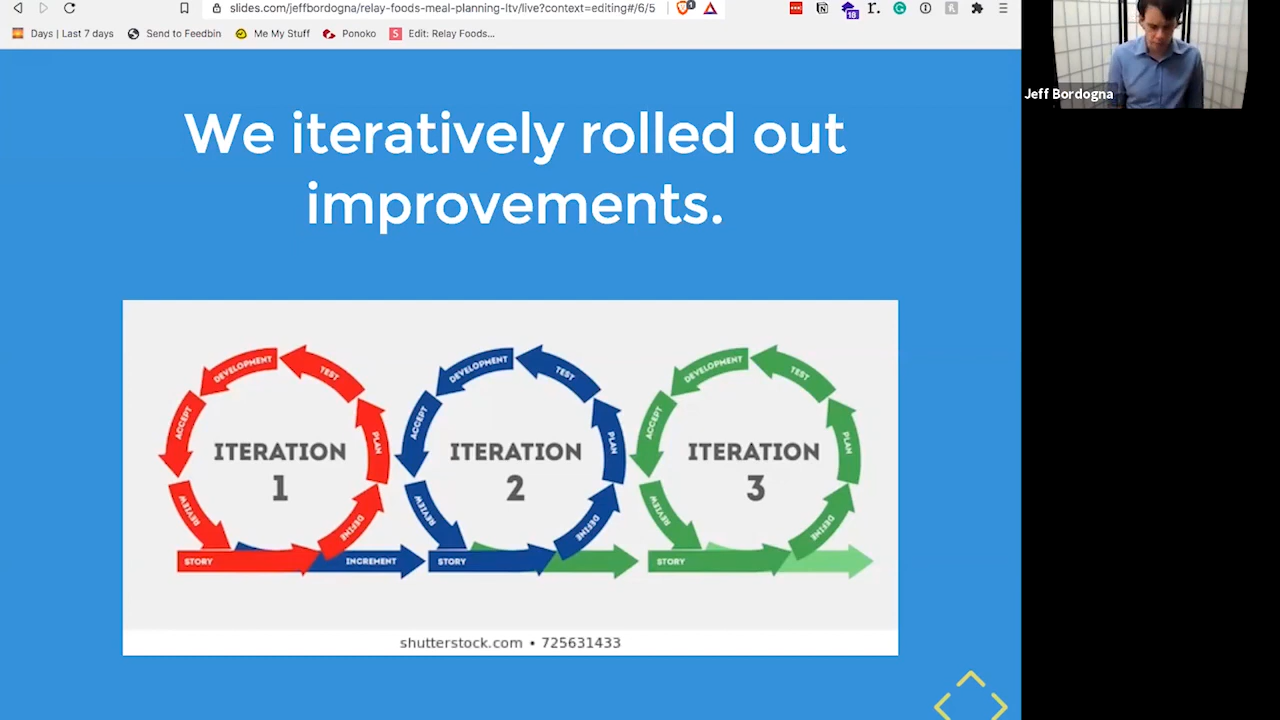 slides.com/jeffbordogna/relay-foods-meal-planning-ltv/live?context=editing#/6/5
1
18
r.
Days | Last 7 days
Send to Feedbin
Me My Stuff
Ponoko
S
Edit: Relay Foods...
Jeff Bordogna
We iteratively rolled out
improvements.
DEVELOPMENT
TEST
ACCEPT
PLAN
ITERATION
1
REVIEW
DEFINE
STORY
INCREMENT
DEVELOPMENT
TEST
ACCEPT
PLAN
ITERATION
2
REVIEW
DEFINE
STORY
DEVELOPMENT
TEST
ACCEPT
PLAN
ITERATION
3
REVIEW
DEFINE
STORY
shutterstock.com • 725631433